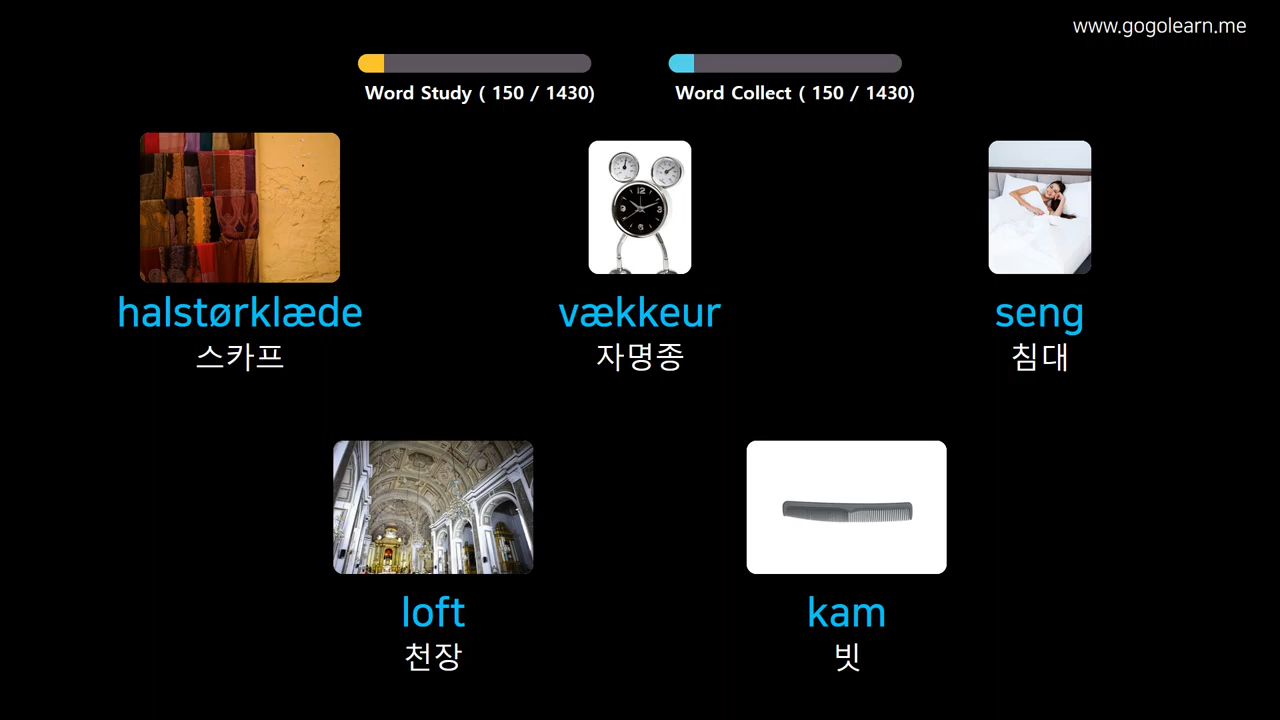 www.gogolearn.me
Word Study ( 150 / 1430)
Word Collect ( 150 / 1430)
halstørklæde
스카프
vækkeur
자명종
seng
침대
loft
천장
kam
빗